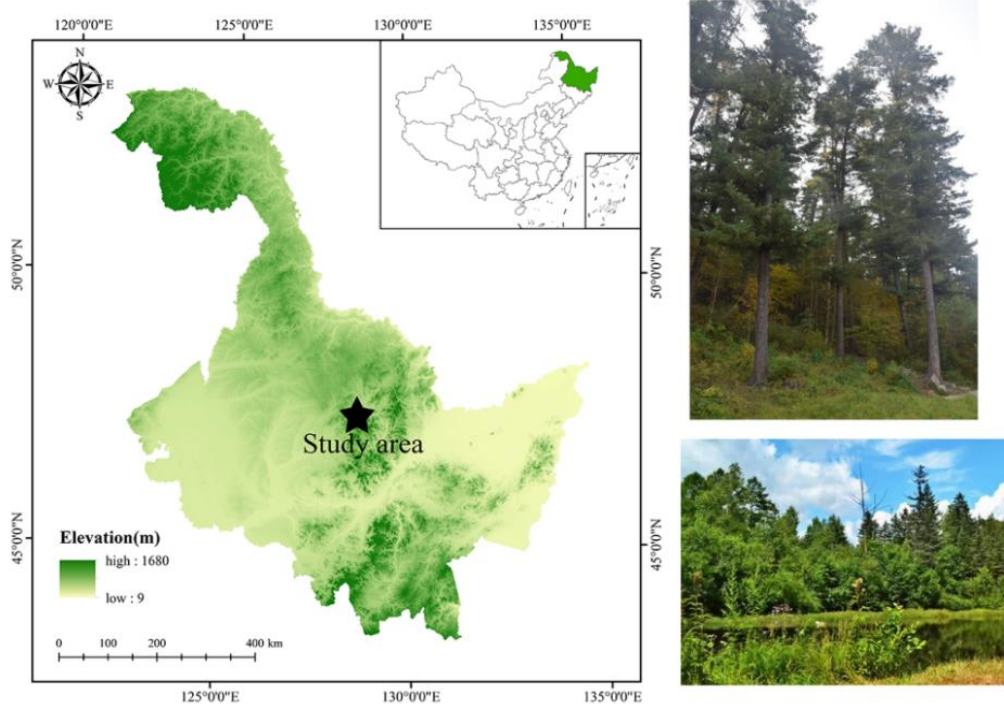 120°0'0"E 125°0'0"E 130°0'0"E 135°0'0"E
N
W E
S
50°0'0"N 50°0'0"N
Study area
45°0'0"N 45°0'0"N
Elevation(m)
high : 1680
low : 9
0 100 200 400 km
125°0'0"E 130°0'0"E 135°0'0"E